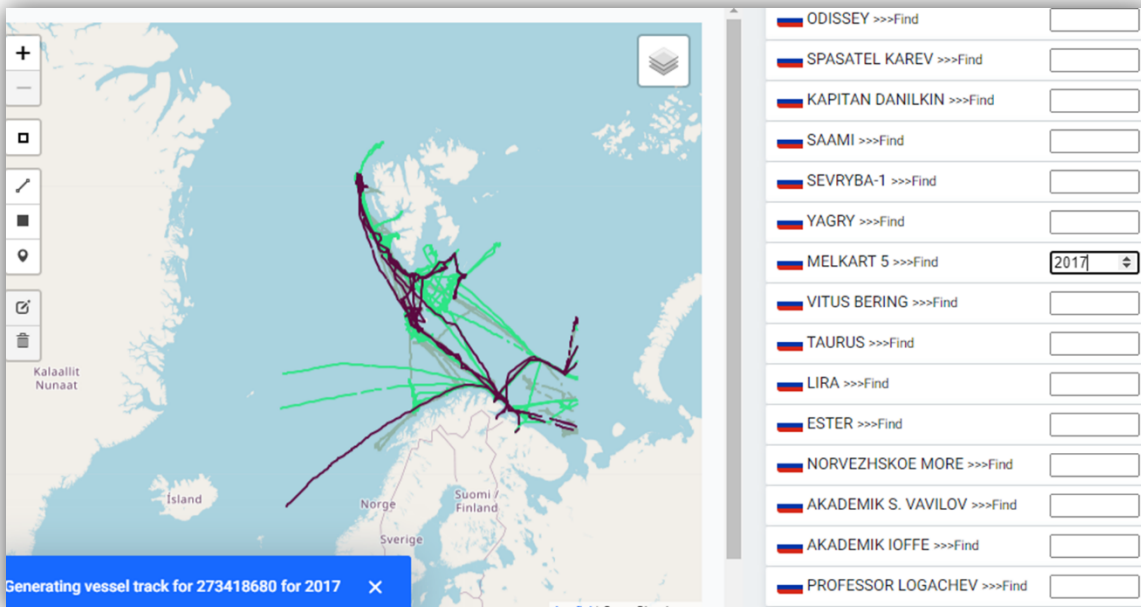 +
−
Kalaallit
Nunaat
Ísland
Norge
Sverige
Suomi /
Finland
Generating vessel track for 273418680 for 2017 ×
ODISSEY >>>Find
SPASATEL KAREV >>>Find
KAPITAN DANILKIN >>>Find
SAAMI >>>Find
SEVRYBA-1 >>>Find
YAGRY >>>Find
MELKART 5 >>>Find 2017
VITUS BERING >>>Find
TAURUS >>>Find
LIRA >>>Find
ESTER >>>Find
NORVEZHSKOE MORE >>>Find
AKADEMIK S. VAVILOV >>>Find
AKADEMIK IOFFE >>>Find
PROFESSOR LOGACHEV >>>Find